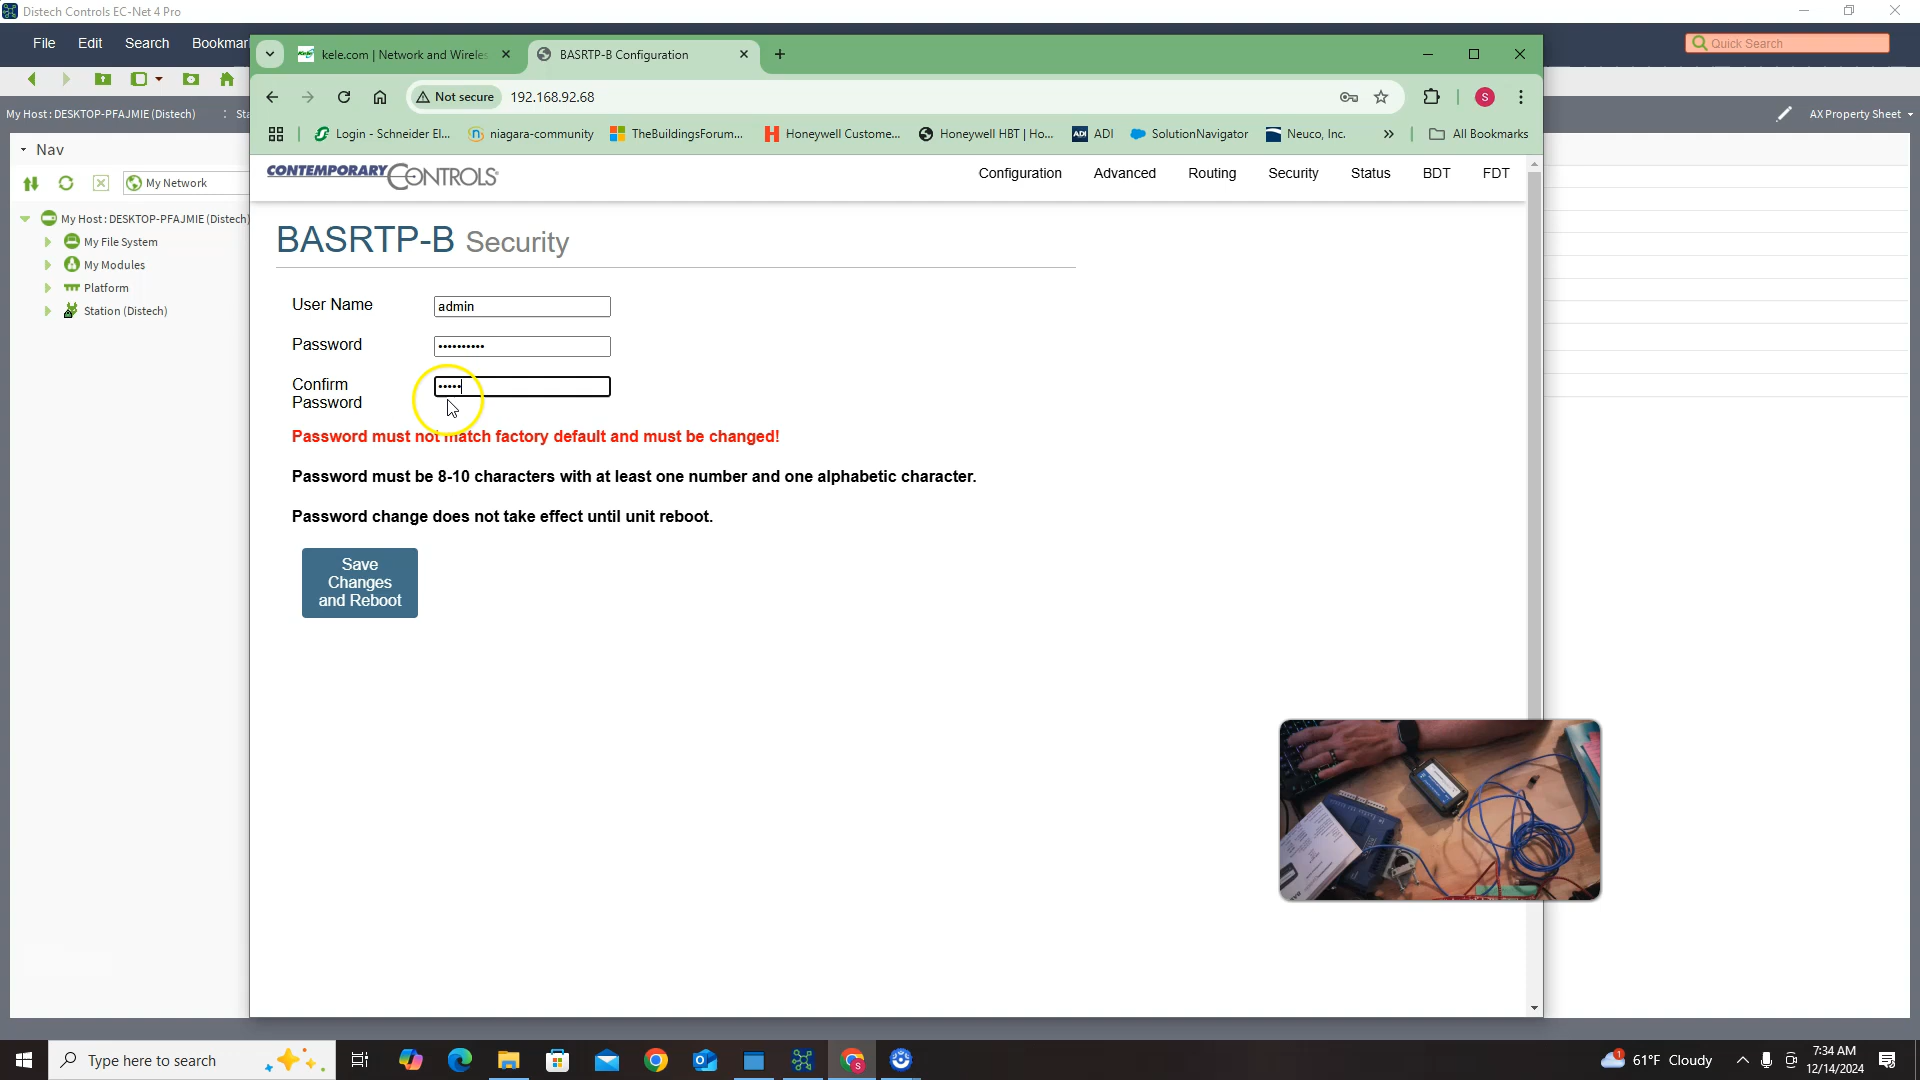 Distech Controls EC-Net 4 Pro
File Edit Search Bookmar
Quick Search
kele.com | Network and Wireles
BASRTP-B Configuration
Not secure 192.168.92.68
S
My Host : DESKTOP-PFAJMIE (Distech) : Sta
AX Property Sheet
Login - Schneider El...
niagara-community
TheBuildingsForum...
Honeywell Custome...
Honeywell HBT | Ho...
ADI ADI
SolutionNavigator
Neuco, Inc.
» All Bookmarks
Nav
My Network
My Host : DESKTOP-PFAJMIE (Distech)
My File System
My Modules
Platform
Station (Distech)
CONTEMPORARY CONTROLS
Configuration Advanced Routing Security Status BDT FDT
BASRTP-B Security
User Name admin
Password ••••••••••
Confirm Password •••••
Password must not match factory default and must be changed!
Password must be 8-10 characters with at least one number and one alphabetic character.
Password change does not take effect until unit reboot.
Save
Changes
and Reboot
Type here to search
61°F Cloudy
7:34 AM
12/14/2024